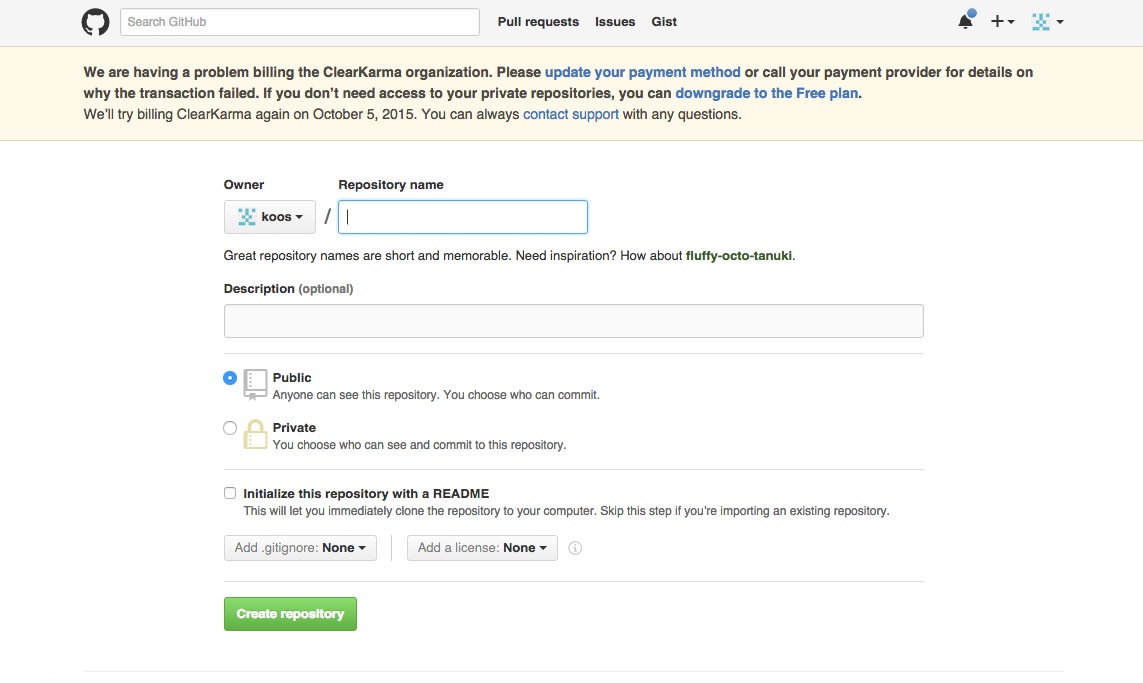 Search GitHub
Pull requests Issues Gist
We are having a problem billing the ClearKarma organization. Please update your payment method or call your payment provider for details on
why the transaction failed. If you don’t need access to your private repositories, you can downgrade to the Free plan.
We’ll try billing ClearKarma again on October 5, 2015. You can always contact support with any questions.
Owner Repository name
koos /
Great repository names are short and memorable. Need inspiration? How about fluffy-octo-tanuki.
Description (optional)
Public
Anyone can see this repository. You choose who can commit.
Private
You choose who can see and commit to this repository.
Initialize this repository with a README
This will let you immediately clone the repository to your computer. Skip this step if you’re importing an existing repository.
Add .gitignore: None Add a license: None
Create repository